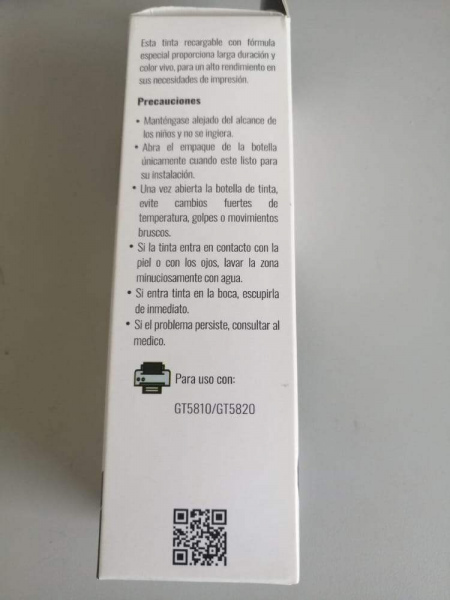 Esta tinta recargable con fórmula
especial proporciona larga duración y
color vivo, para un alto rendimiento en
sus necesidades de impresión.
Precauciones
• Manténgase alejado del alcance de
los niños y no se ingiera.
• Abra el empaque de la botella
únicamente cuando este listo para
su instalación.
• Una vez abierta la botella de tinta,
evite cambios fuertes de
temperatura, golpes o movimientos
bruscos.
• Si la tinta entra en contacto con la
piel o con los ojos, lavar la zona
minuciosamente con agua.
• Si entra tinta en la boca, escupirla
de inmediato.
• Si el problema persiste, consultar al
medico.
Para uso con:
GT5810/GT5820